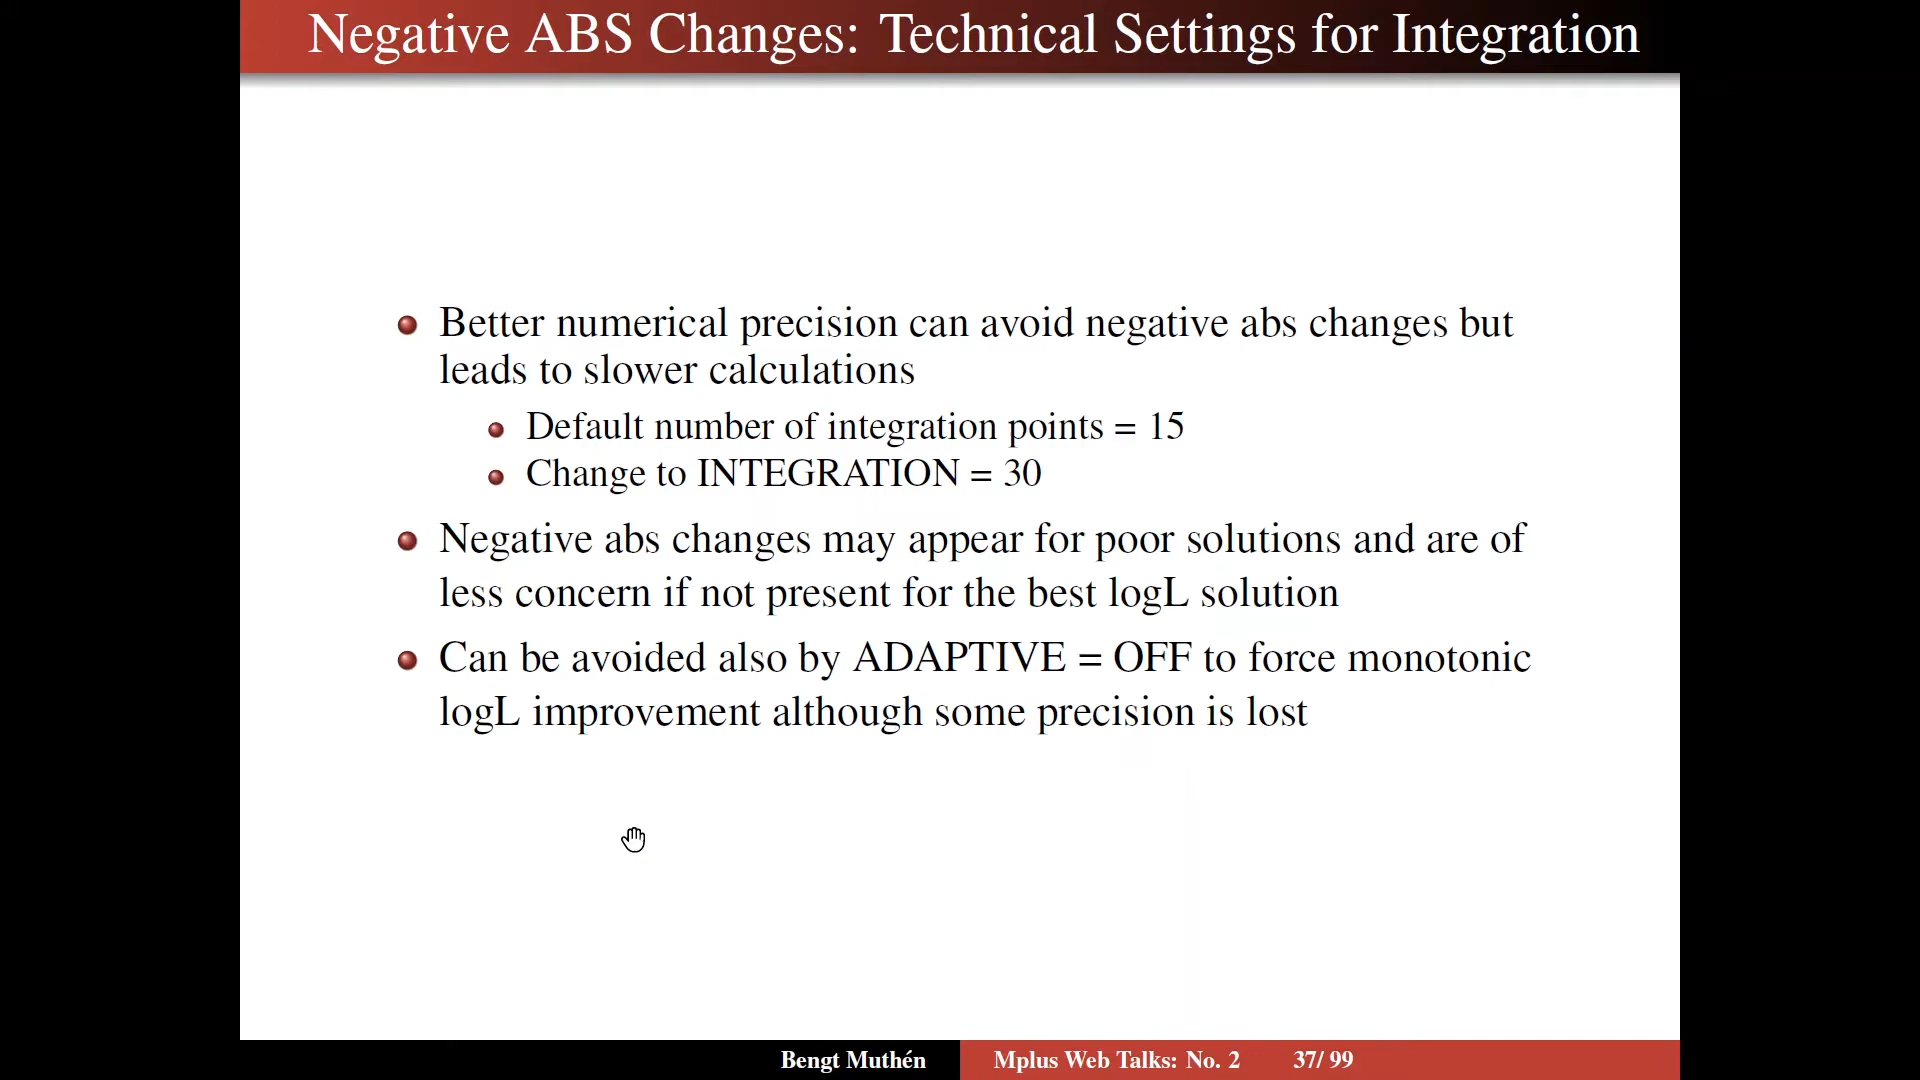 Negative ABS Changes: Technical Settings for Integration
Better numerical precision can avoid negative abs changes but
leads to slower calculations
Default number of integration points = 15
Change to INTEGRATION = 30
Negative abs changes may appear for poor solutions and are of
less concern if not present for the best logL solution
Can be avoided also by ADAPTIVE = OFF to force monotonic
logL improvement although some precision is lost
Bengt Muthén Mplus Web Talks: No. 2 37/ 99